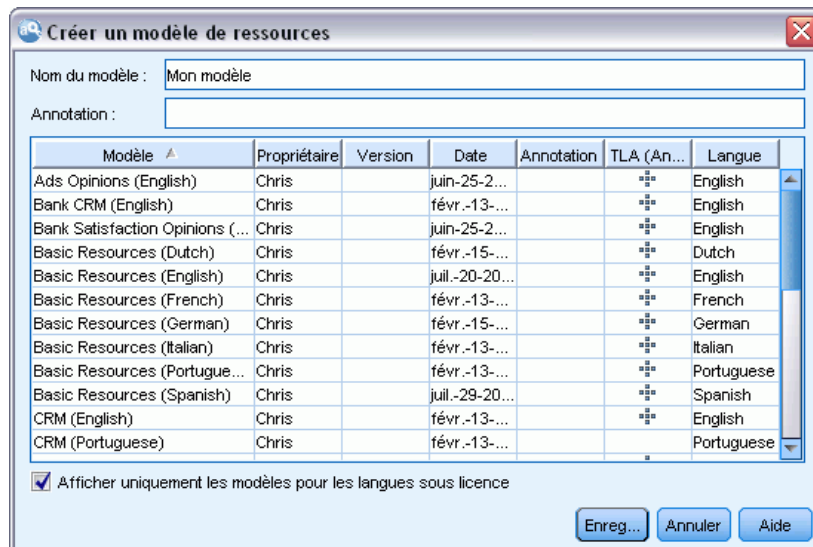 Créer un modèle de ressources
Nom du modèle : Mon modèle
Annotation :
Modèle Propriétaire Version Date Annotation TLA (An... Langue
Ads Opinions (English) Chris juin-25-2... English
Bank CRM (English) Chris févr.-13-... English
Bank Satisfaction Opinions (... Chris juin-25-2... English
Basic Resources (Dutch) Chris févr.-15-... Dutch
Basic Resources (English) Chris juil.-20-20... English
Basic Resources (French) Chris févr.-13-... French
Basic Resources (German) Chris févr.-15-... German
Basic Resources (Italian) Chris févr.-13-... Italian
Basic Resources (Portugue... Chris févr.-13-... Portuguese
Basic Resources (Spanish) Chris juil.-29-20... Spanish
CRM (English) Chris févr.-13-... English
CRM (Portuguese) Chris févr.-13-... Portuguese
Afficher uniquement les modèles pour les langues sous licence
Enreg... Annuler Aide